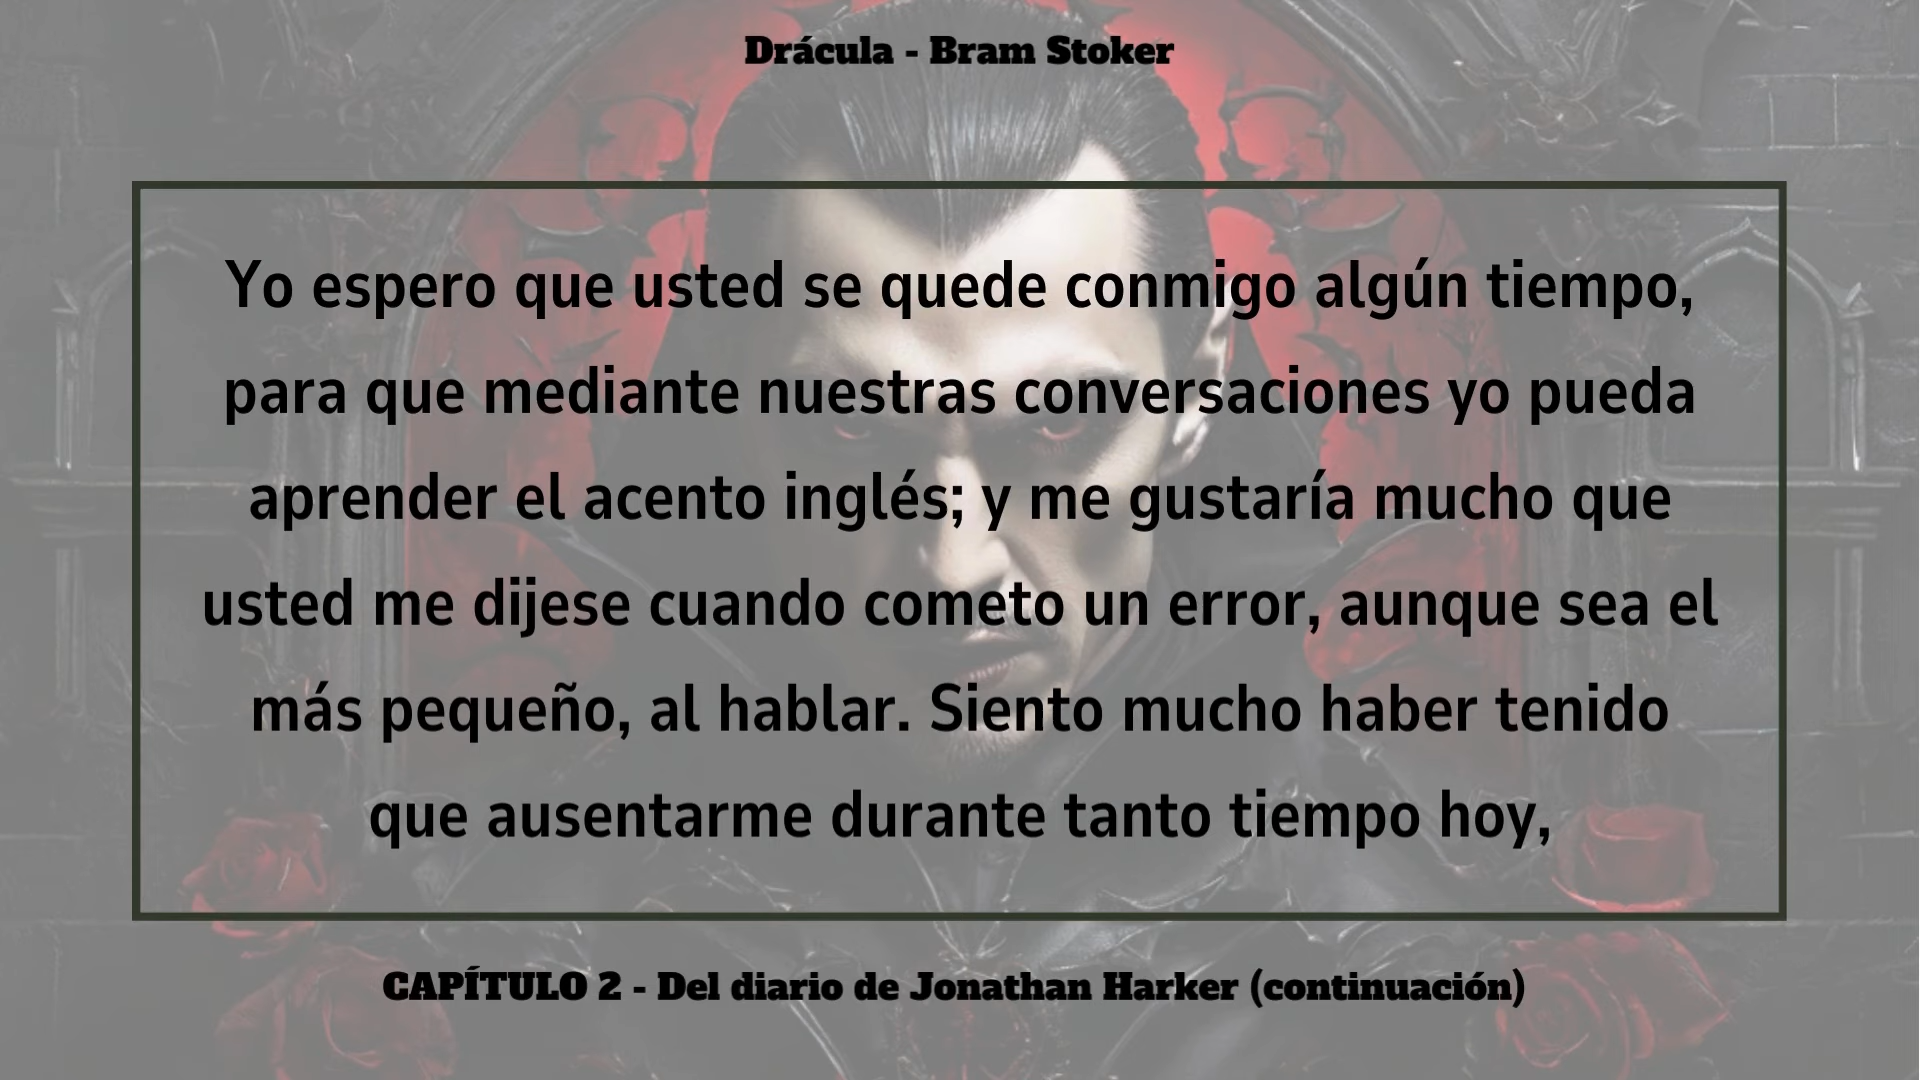 Drácula - Bram Stoker
Yo espero que usted se quede conmigo algún tiempo,
para que mediante nuestras conversaciones yo pueda
aprender el acento inglés; y me gustaría mucho que
usted me dijese cuando cometo un error, aunque sea el
más pequeño, al hablar. Siento mucho haber tenido
que ausentarme durante tanto tiempo hoy,
CAPÍTULO 2 - Del diario de Jonathan Harker (continuación)